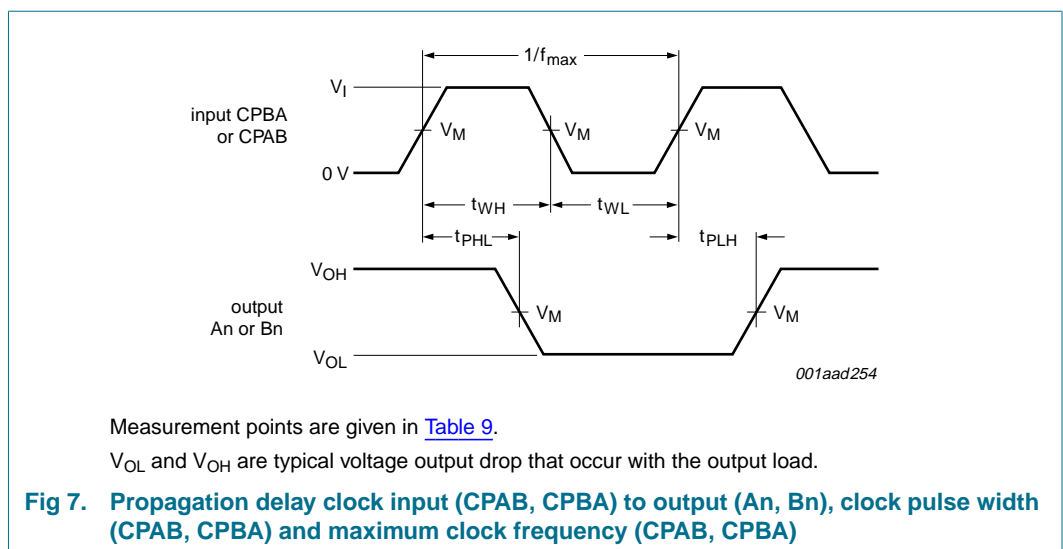 1/fmax
VI
input CPBA
or CPAB
VM
VM
VM
0 V
tWH
tWL
tPHL
tPLH
VOH
output
An or Bn
VM
VM
VOL
001aad254
Measurement points are given in Table 9.
VOL and VOH are typical voltage output drop that occur with the output load.
Fig 7. Propagation delay clock input (CPAB, CPBA) to output (An, Bn), clock pulse width
(CPAB, CPBA) and maximum clock frequency (CPAB, CPBA)